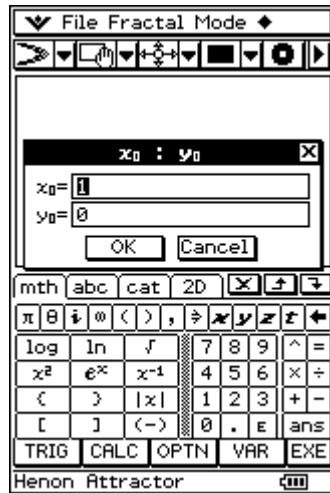 File Fractal Mode ◆
x₀ : y₀ X
x₀= 1
y₀= 0
OK Cancel
mth abc cat 2D
π θ i ∞ ( ) , ⇒ x y z t ←
log ln √ 7 8 9 ^ =
x² eˣ x⁻¹ 4 5 6 × ÷
{ } |x| 1 2 3 + −
[ ] (−) 0 . E ans
TRIG CALC OPTN VAR EXE
Henon Attractor